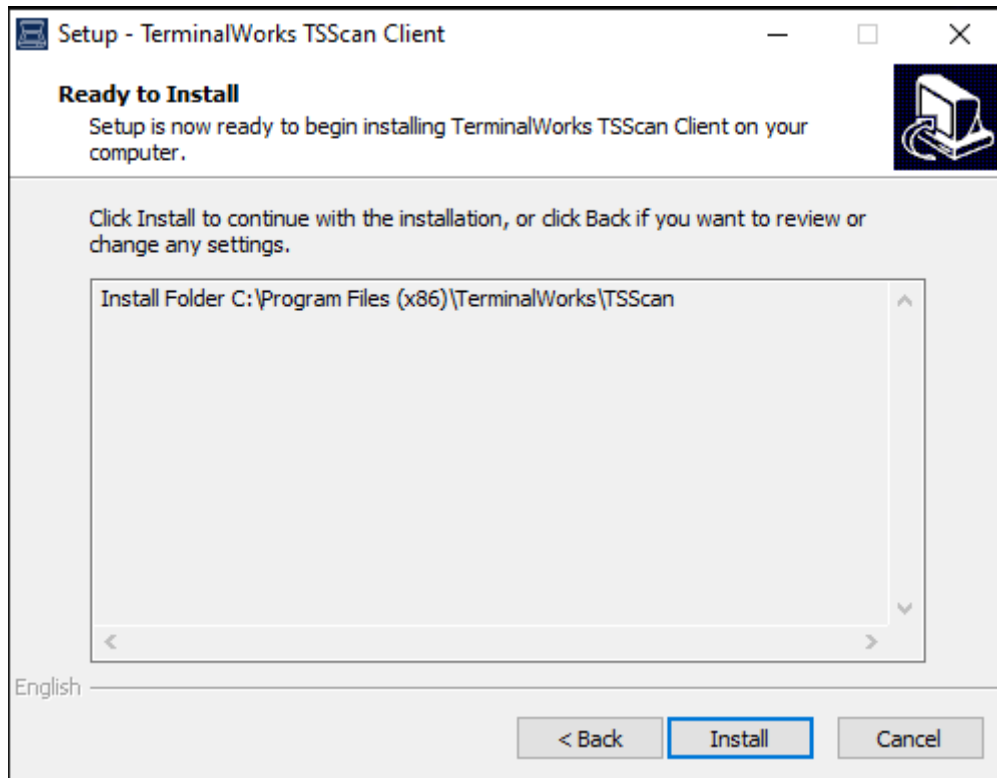 Setup - TerminalWorks TSScan Client
Ready to Install
Setup is now ready to begin installing TerminalWorks TSScan Client on your
computer.
Click Install to continue with the installation, or click Back if you want to review or
change any settings.
Install Folder C:\Program Files (x86)\TerminalWorks\TSScan
English
< Back
Install
Cancel